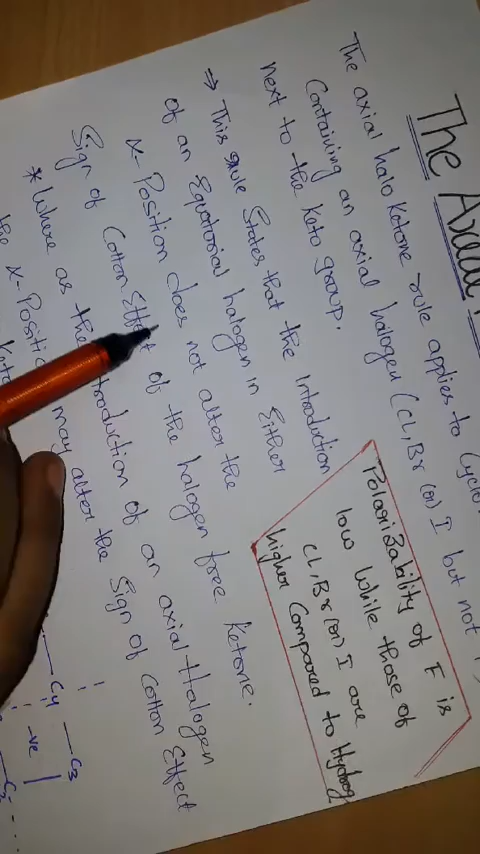 The Axial
The axial halo Ketone rule applies to Cyclo
Containing an axial halogen (CL, Br (or) I but not
next to the Keto group.
→ This rule States that the Introduction
of an Equatorial halogen in Either
α-Position does not alter the
Sign of Cotton Effect of the halogen free Ketone.
* Where as the troduction of an axial Halogen
the α-Positio may alter the Sign of Cotton Effect
Polarizability of F is
low While those of
CL, Br (or) I are
higher Compared to Hydrog
C4
C3
-ve